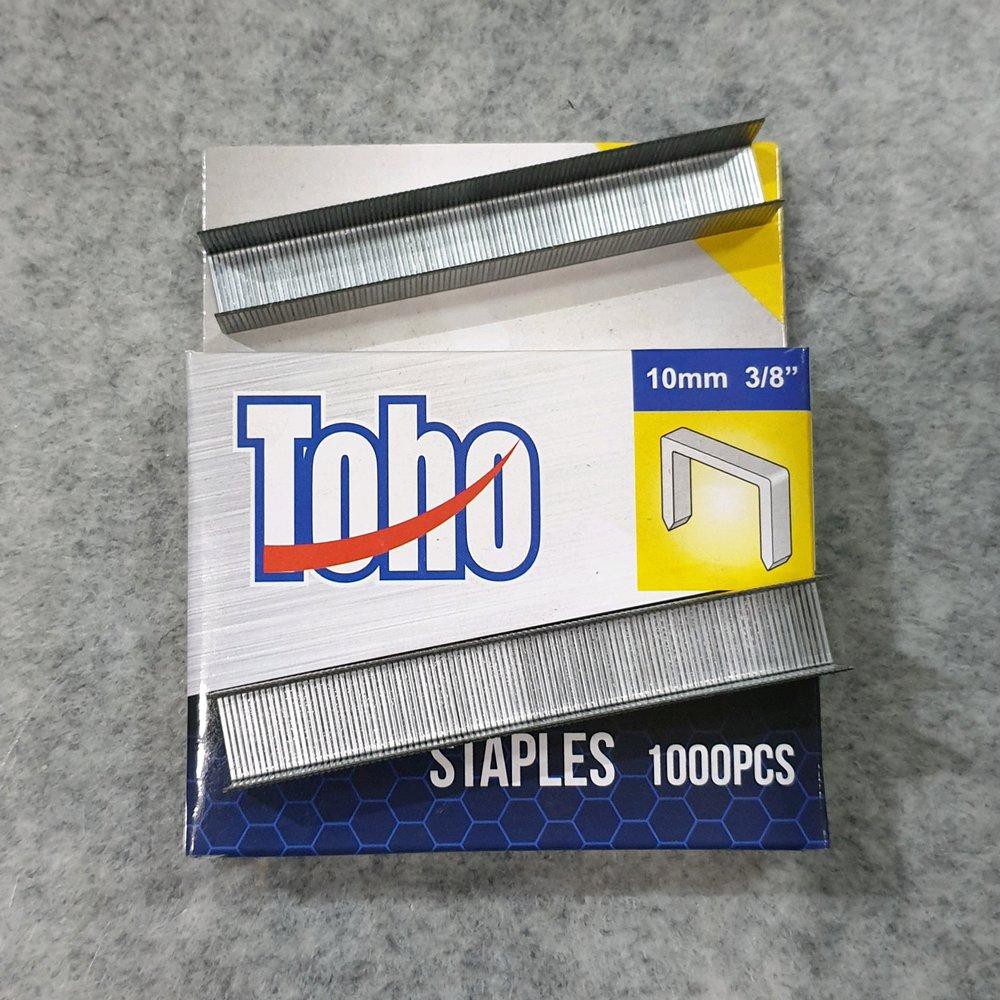 10mm 3/8”
Toho
STAPLES 1000PCS